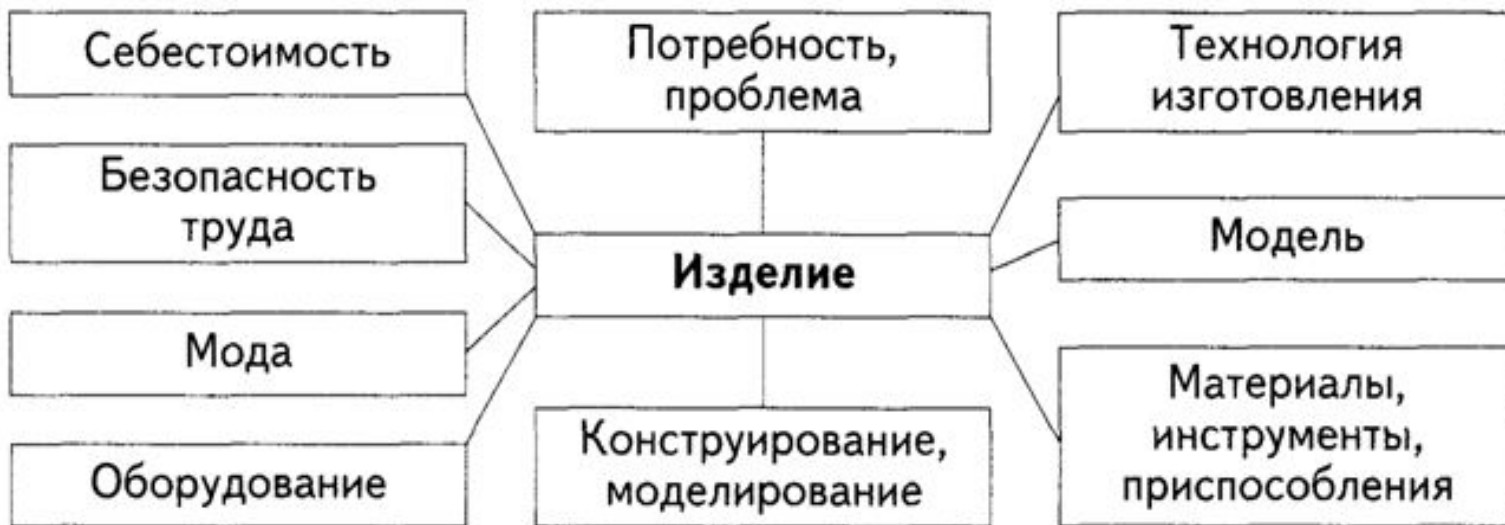 Себестоимость
Потребность,
проблема
Технология
изготовления
Безопасность
труда
Изделие
Модель
Мода
Материалы,
инструменты,
приспособления
Оборудование
Конструирование,
моделирование